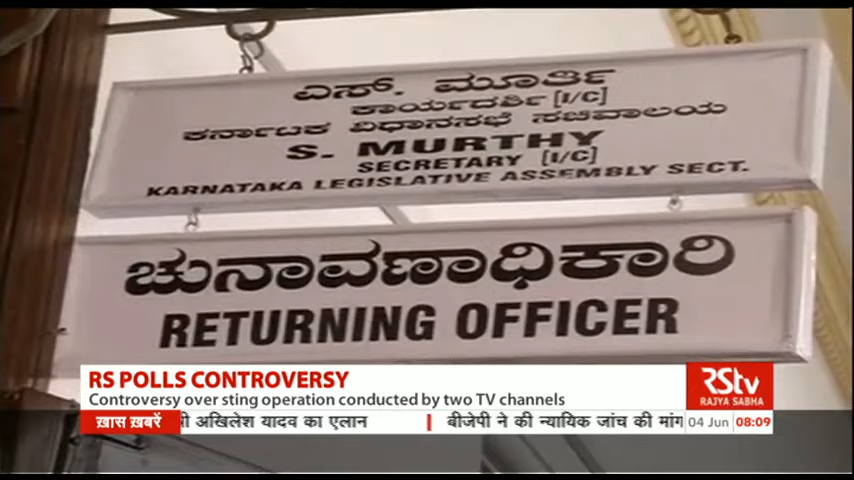 ಎಸ್. ಮೂರ್ತಿ
ಕಾರ್ಯದರ್ಶಿ [I/C]
ಕರ್ನಾಟಕ ವಿಧಾನಸಭೆ ಸಚಿವಾಲಯ
S. MURTHY
SECRETARY [I/C]
KARNATAKA LEGISLATIVE ASSEMBLY SECT.
ಚುನಾವಣಾಧಿಕಾರಿ
RETURNING OFFICER
RS POLLS CONTROVERSY
Controversy over sting operation conducted by two TV channels
RStv
RAJYA SABHA
ख़ास ख़बरें
अखिलेश यादव का एलान
बीजेपी ने की न्यायिक जांच की मांग
04 Jun
08:09